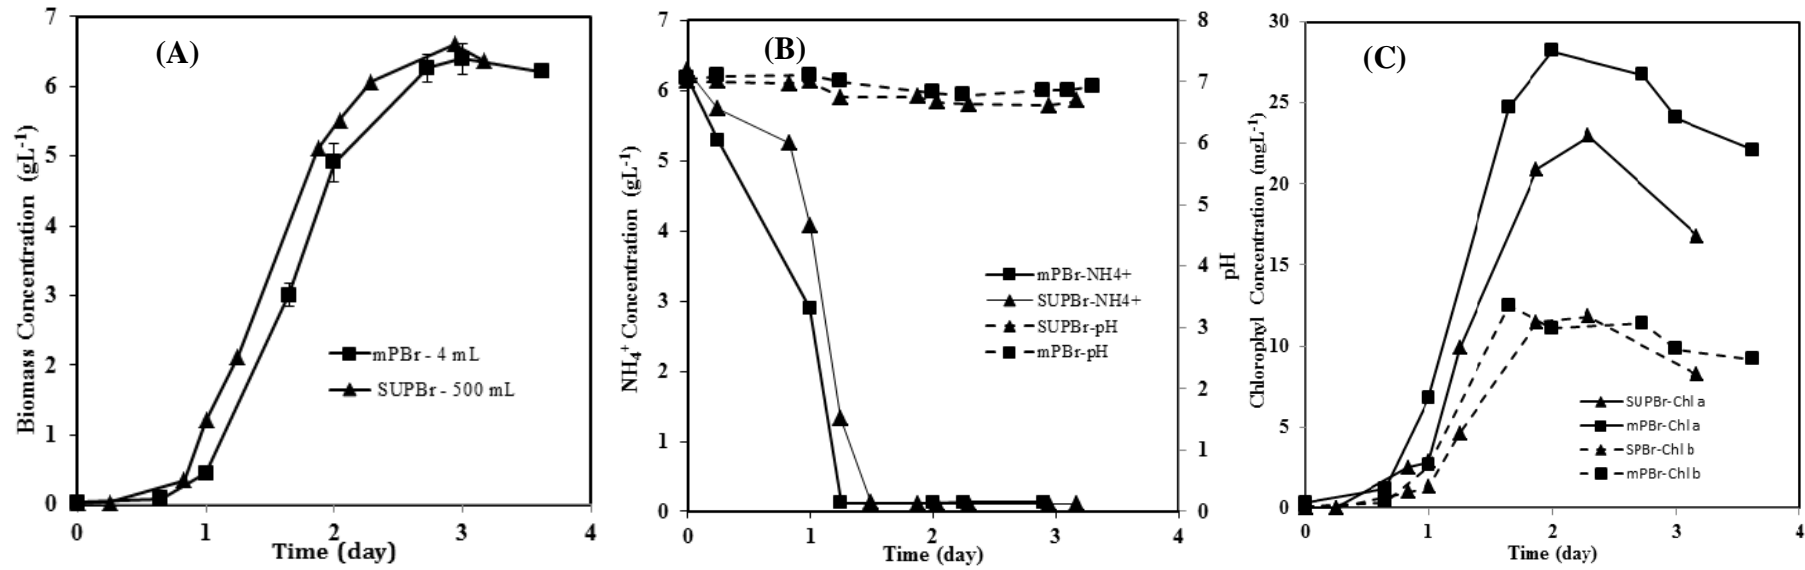 (A)
Biomass Concentration (gL-1)
7
6
5
4
3
2
1
0
0 1 2 3 4
Time (day)
mPBr - 4 mL
SUPBr - 500 mL
(B)
NH4+ Concentration (gL-1)
7
6
5
4
3
2
1
0
0 1 2 3 4
Time (day)
8
7
6
5
4
3
2
1
0
pH
mPBr-NH4+
SUPBr-NH4+
SUPBr-pH
mPBr-pH
(C)
Chlorophyl Concentration (mgL-1)
30
25
20
15
10
5
0
0 1 2 3 4
Time (day)
SUPBr-Chl a
mPBr-Chl a
SPBr-Chl b
mPBr-Chl b